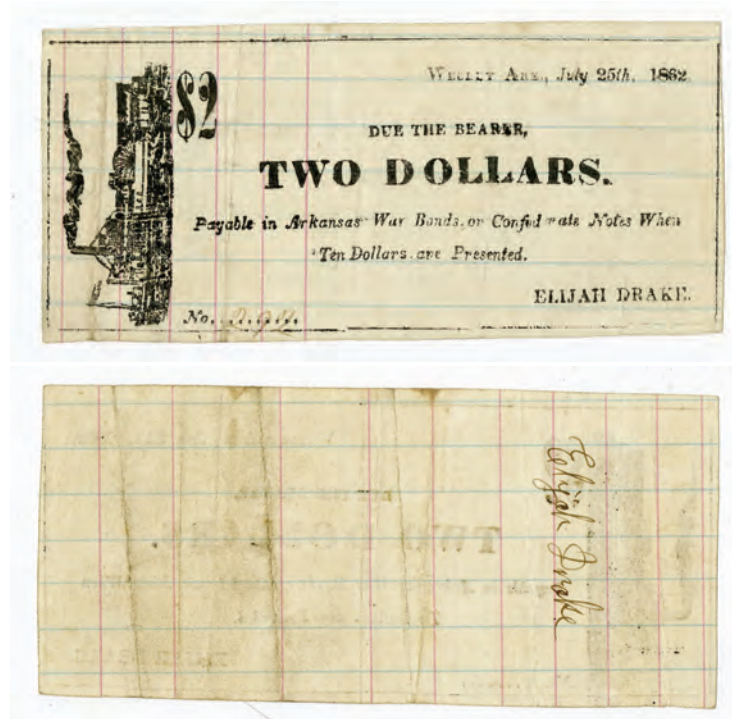 $2
ARK., July 25th, 1862
DUE THE BEARER,
TWO DOLLARS.
Payable in Arkansas War Bonds, or Confederate Notes When
Ten Dollars are Presented.
ELIJAH DRAKE.
No.
Elijah Drake